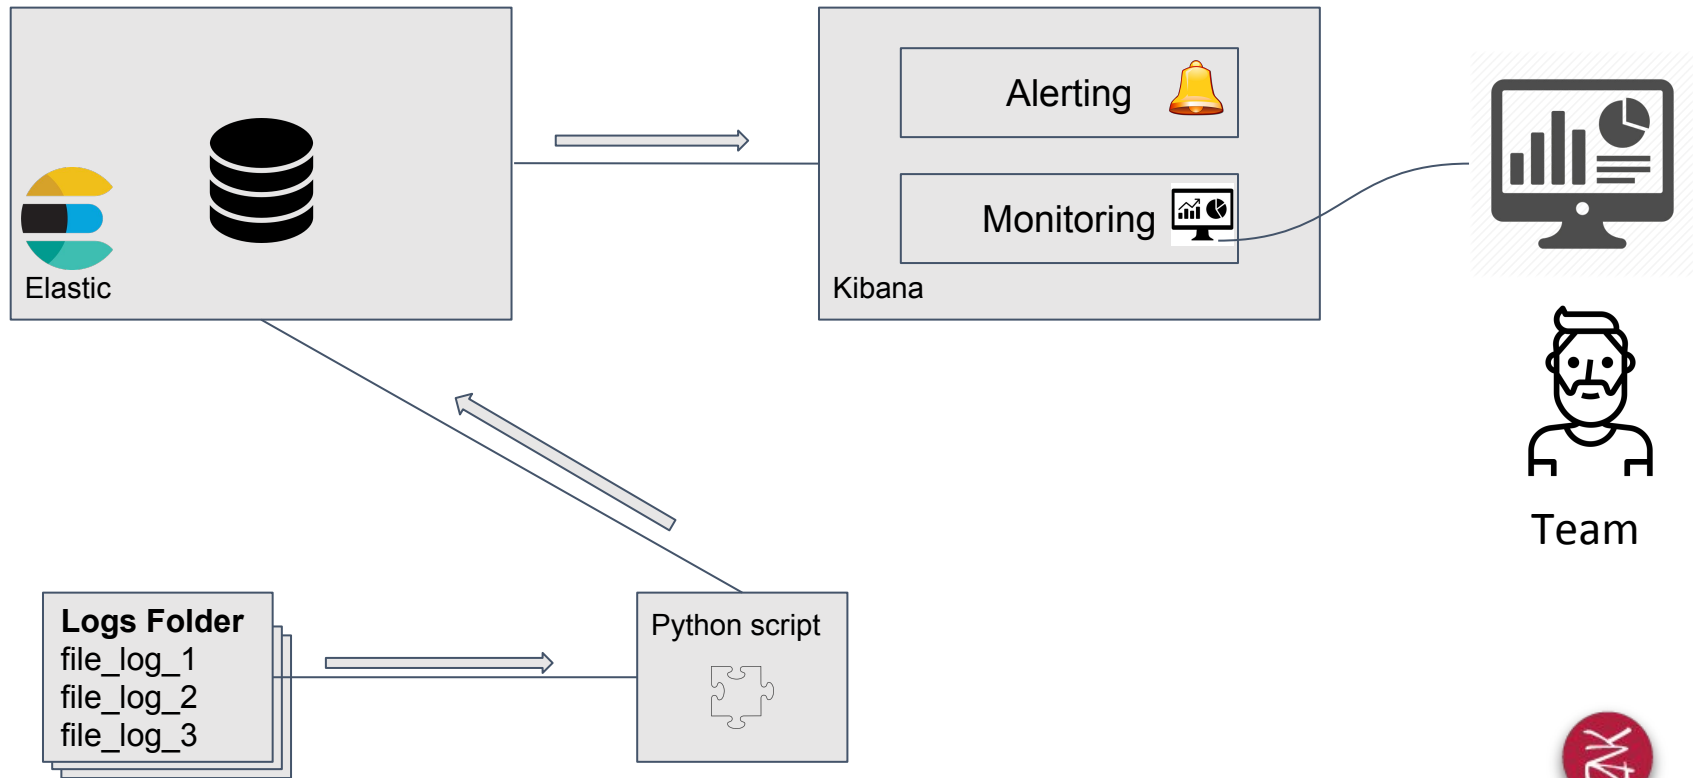 Alerting
Monitoring
Elastic
Kibana
Team
Logs Folder
file_log_1
file_log_2
file_log_3
Python script